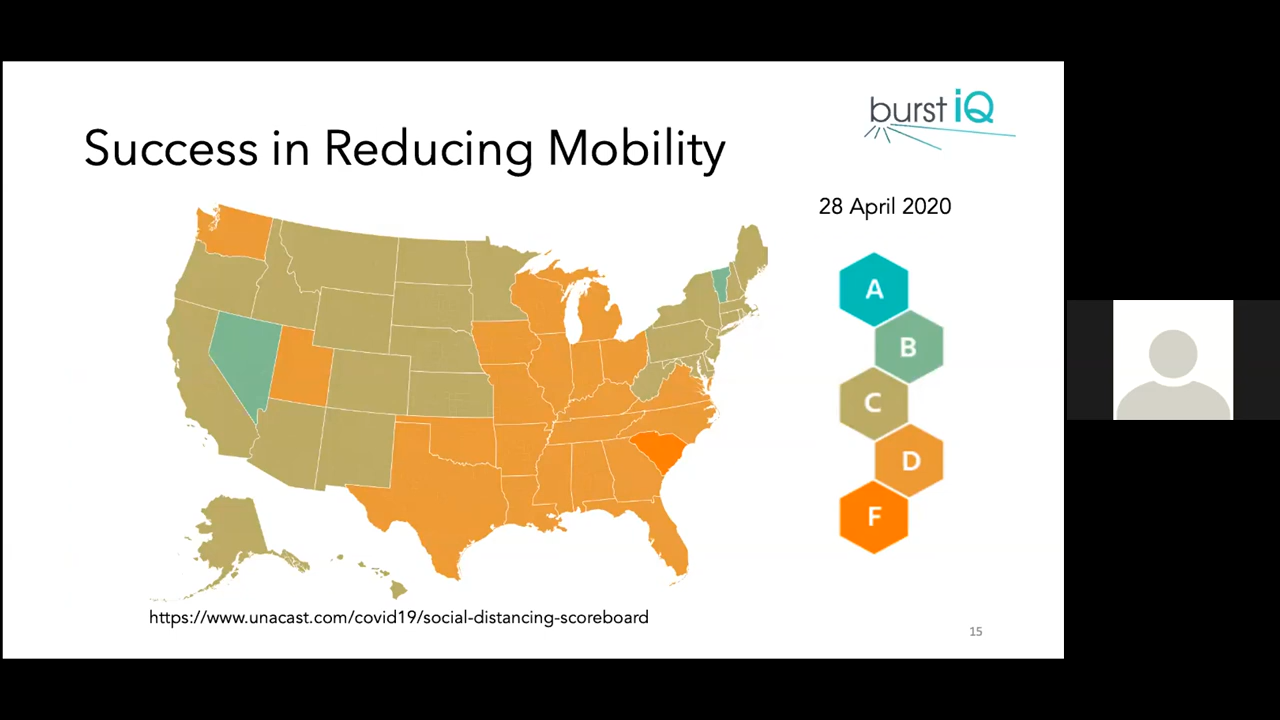 burst iQ
Success in Reducing Mobility
28 April 2020
A
B
C
D
F
https://www.unacast.com/covid19/social-distancing-scoreboard
15